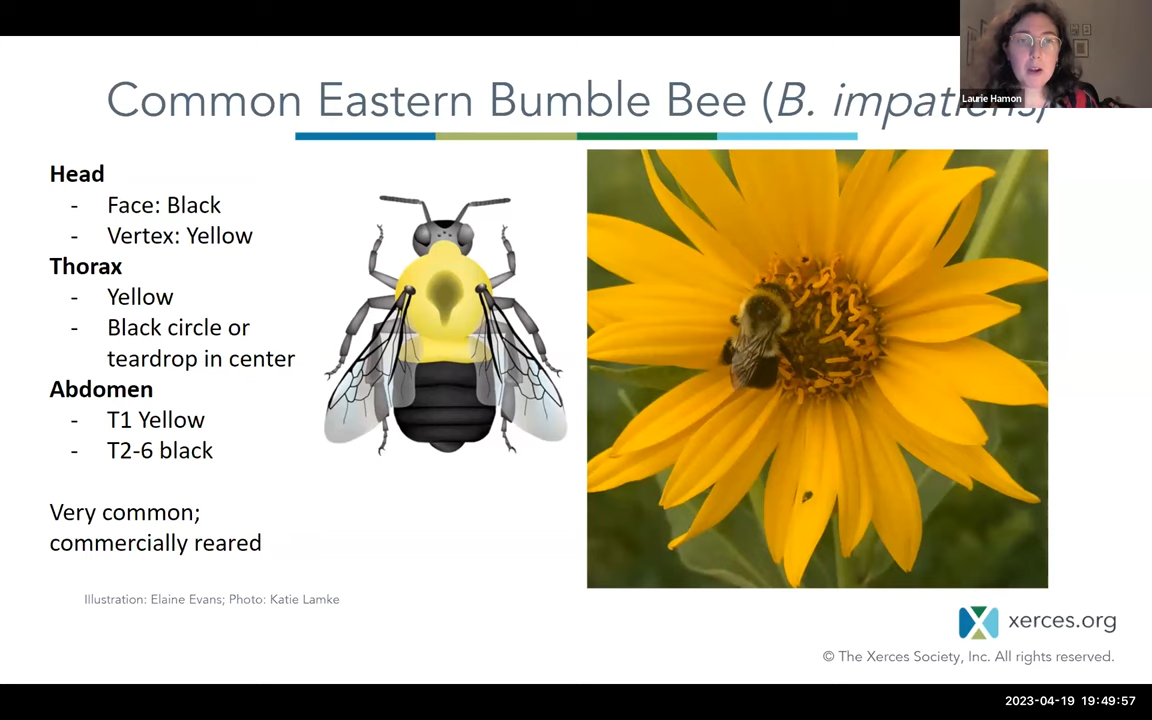 Common Eastern Bumble Bee (B. impatiens)
Laurie Hamon
Head
- Face: Black
- Vertex: Yellow
Thorax
- Yellow
- Black circle or
teardrop in center
Abdomen
- T1 Yellow
- T2-6 black
Very common;
commercially reared
Illustration: Elaine Evans; Photo: Katie Lamke
xerces.org
© The Xerces Society, Inc. All rights reserved.
2023-04-19 19:49:57